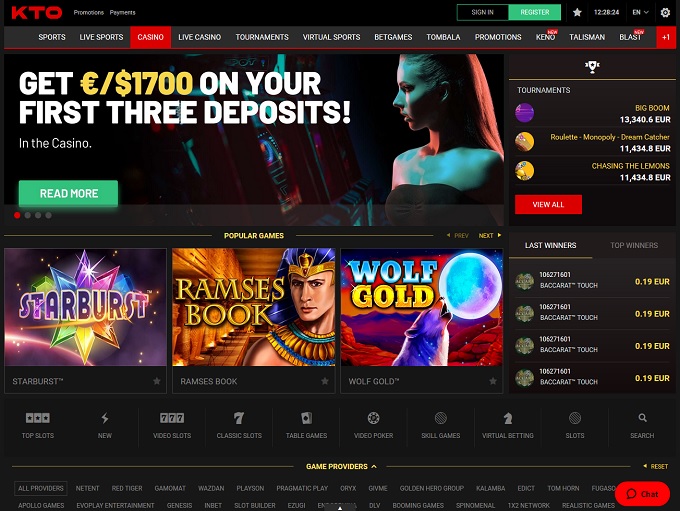 KTO Promotions Payments SIGN IN REGISTER 12:28:24 EN
SPORTS LIVE SPORTS CASINO LIVE CASINO TOURNAMENTS VIRTUAL SPORTS BETGAMES TOMBALA PROMOTIONS KENO NEW TALISMAN BLAST NEW +1
GET €/$1700 ON YOUR
FIRST THREE DEPOSITS!
In the Casino.
READ MORE
TOURNAMENTS
BIG BOOM
13,340.6 EUR
Roulette - Monopoly - Dream Catcher
11,434.8 EUR
CHASING THE LEMONS
11,434.8 EUR
VIEW ALL
POPULAR GAMES PREV NEXT
STARBURST
RAMSES
BOOK
WOLF
GOLD
STARBURST™ RAMSES BOOK WOLF GOLD™
LAST WINNERS TOP WINNERS
106271601
BACCARAT™ TOUCH 0.19 EUR
106271601
BACCARAT™ TOUCH 0.19 EUR
106271601
BACCARAT™ TOUCH 0.19 EUR
106271601
BACCARAT™ TOUCH 0.19 EUR
TOP SLOTS NEW VIDEO SLOTS CLASSIC SLOTS TABLE GAMES VIDEO POKER SKILL GAMES VIRTUAL BETTING SLOTS SEARCH
GAME PROVIDERS RESET
ALL PROVIDERS NETENT RED TIGER GAMOMAT WAZDAN PLAYSON PRAGMATIC PLAY ORYX GIVME GOLDEN HERO GROUP KALAMBA EDICT TOM HORN FUGASO
APOLLO GAMES EVOPLAY ENTERTAINMENT GENESIS INBET SLOT BUILDER EZUGI DLV BOOMING GAMES SPINOMENAL 1X2 NETWORK REALISTIC GAMES
Chat